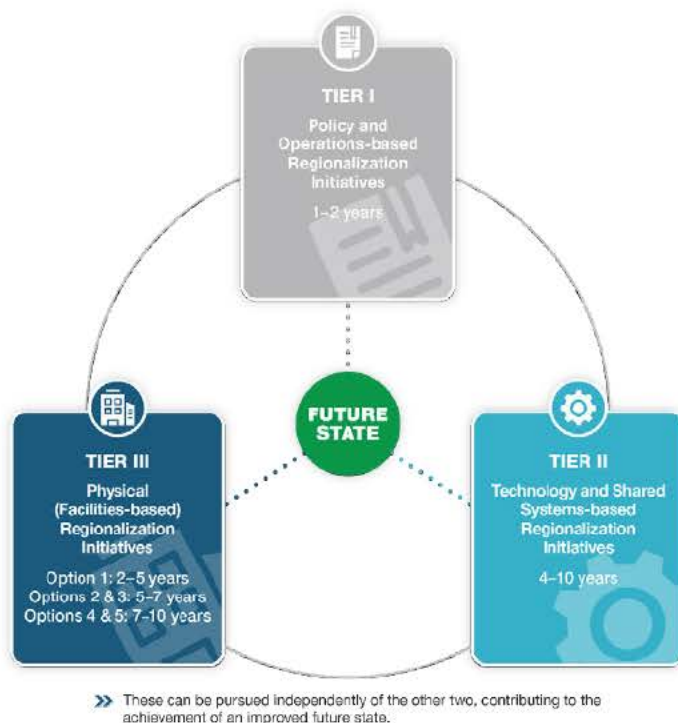 TIER I
Policy and
Operations-based
Regionalization
Initiatives
1–2 years
FUTURE
STATE
TIER III
Physical
(Facilities-based)
Regionalization
Initiatives
Option 1: 2–5 years
Options 2 & 3: 5–7 years
Options 4 & 5: 7–10 years
TIER II
Technology and Shared
Systems-based
Regionalization
Initiatives
4–10 years
These can be pursued independently of the other two, contributing to the
achievement of an improved future state.